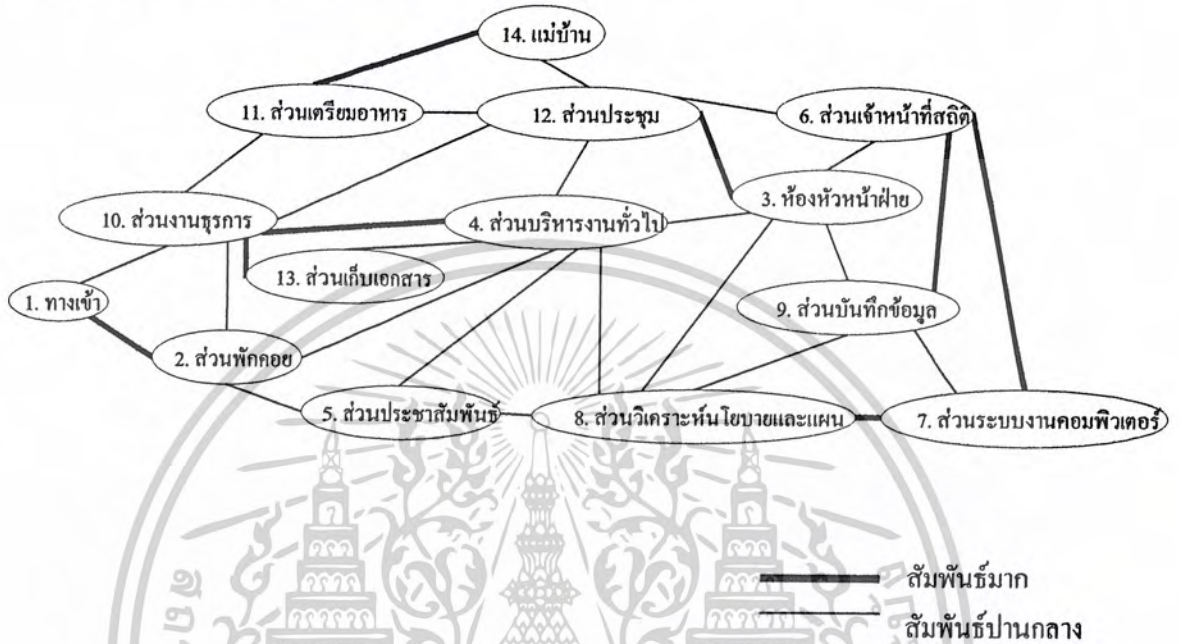 14. แม่บ้าน
11. ส่วนเตรียมอาหาร
12. ส่วนประชุม
6. ส่วนเจ้าหน้าที่สถิติ
3. ห้องหัวหน้าฝ่าย
10. ส่วนงานธุรการ
4. ส่วนบริหารงานทั่วไป
13. ส่วนเก็บเอกสาร
1. ทางเข้า
9. ส่วนบันทึกข้อมูล
2. ส่วนพักคอย
5. ส่วนประชาสัมพันธ์
8. ส่วนวิเคราะห์นโยบายและแผน
7. ส่วนระบบงานคอมพิวเตอร์
สัมพันธ์มาก
สัมพันธ์ปานกลาง